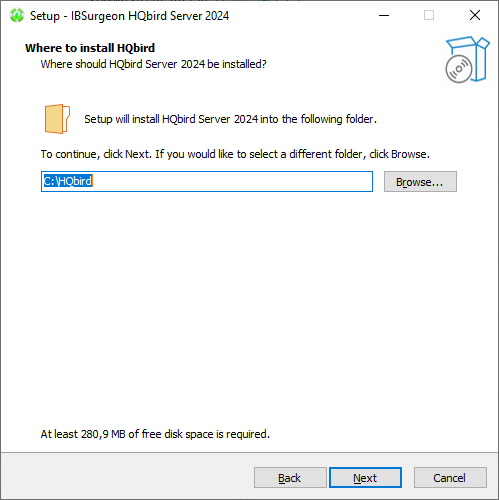 Setup - IBSurgeon HQbird Server 2024
Where to install HQbird
Where should HQbird Server 2024 be installed?
Setup will install HQbird Server 2024 into the following folder.
To continue, click Next. If you would like to select a different folder, click Browse.
C:\HQbird
Browse...
At least 280,9 MB of free disk space is required.
Back
Next
Cancel